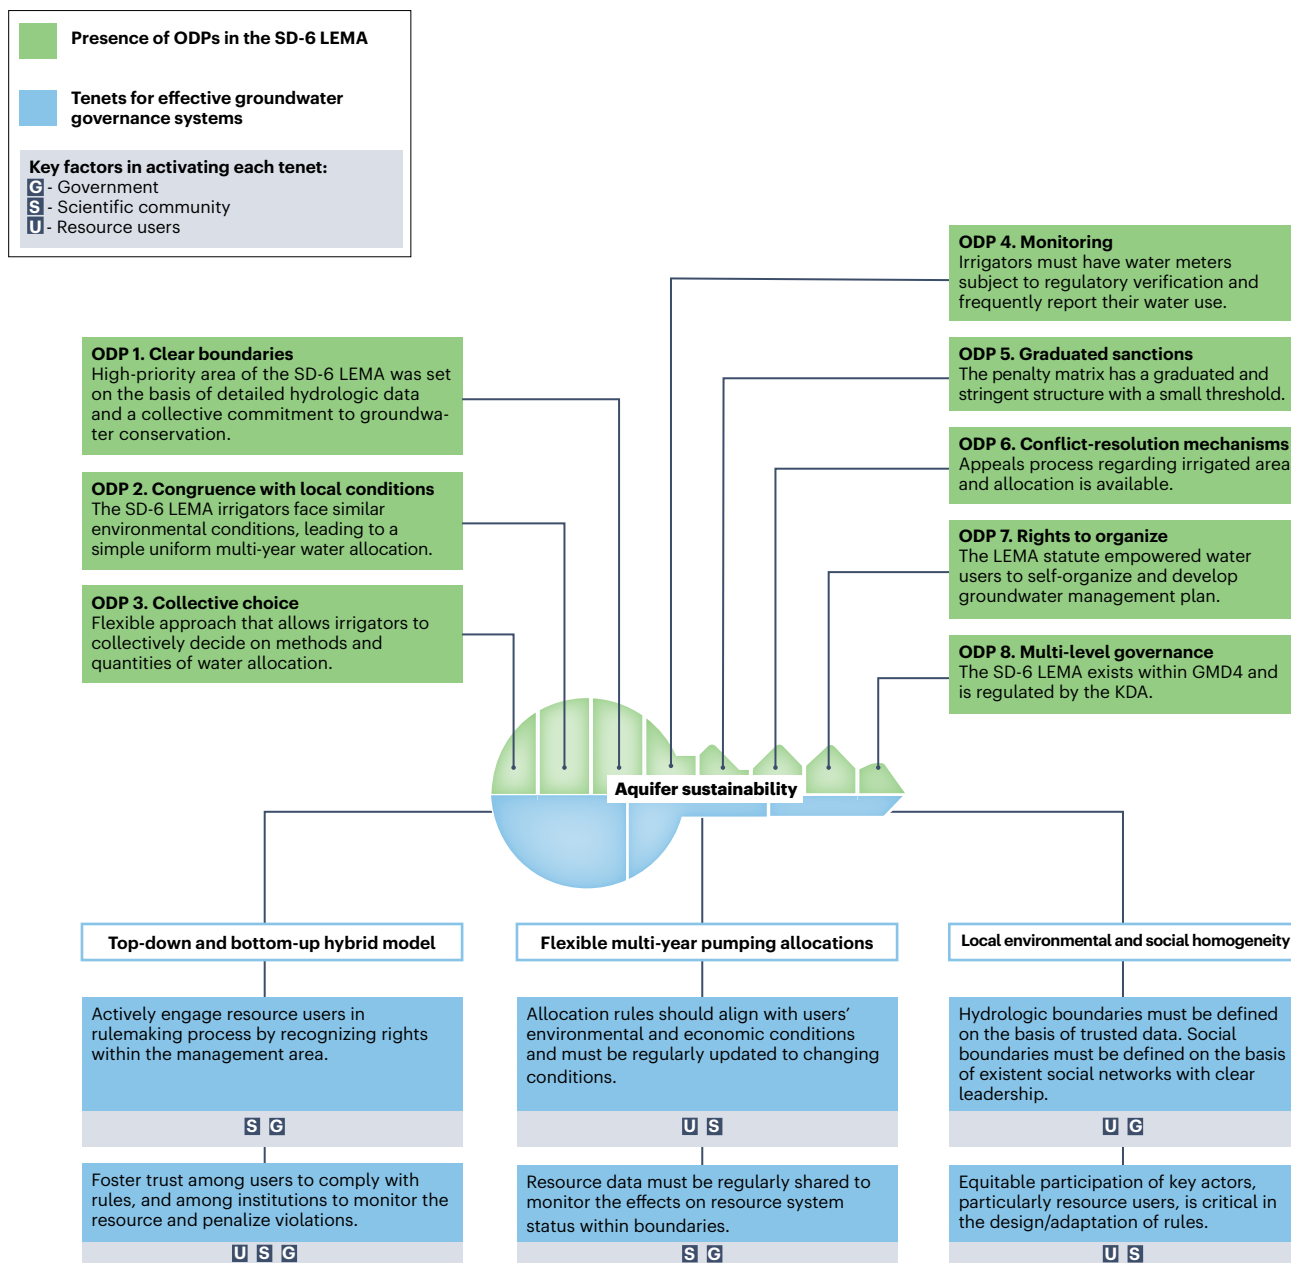 Presence of ODPs in the SD-6 LEMA
Tenets for effective groundwater
governance systems
Key factors in activating each tenet:
G - Government
S - Scientific community
U - Resource users
ODP 4. Monitoring
Irrigators must have water meters
subject to regulatory verification and
frequently report their water use.
ODP 1. Clear boundaries
High-priority area of the SD-6 LEMA was set
on the basis of detailed hydrologic data
and a collective commitment to groundwa-
ter conservation.
ODP 5. Graduated sanctions
The penalty matrix has a graduated and
stringent structure with a small threshold.
ODP 6. Conflict-resolution mechanisms
Appeals process regarding irrigated area
and allocation is available.
ODP 2. Congruence with local conditions
The SD-6 LEMA irrigators face similar
environmental conditions, leading to a
simple uniform multi-year water allocation.
ODP 7. Rights to organize
The LEMA statute empowered water
users to self-organize and develop
groundwater management plan.
ODP 3. Collective choice
Flexible approach that allows irrigators to
collectively decide on methods and
quantities of water allocation.
ODP 8. Multi-level governance
The SD-6 LEMA exists within GMD4 and
is regulated by the KDA.
Aquifer sustainability
Top-down and bottom-up hybrid model
Actively engage resource users in
rulemaking process by recognizing rights
within the management area.
S G
Foster trust among users to comply with
rules, and among institutions to monitor the
resource and penalize violations.
U S G
Flexible multi-year pumping allocations
Allocation rules should align with users'
environmental and economic conditions
and must be regularly updated to changing
conditions.
U S
Resource data must be regularly shared to
monitor the effects on resource system
status within boundaries.
S G
Local environmental and social homogeneity
Hydrologic boundaries must be defined
on the basis of trusted data. Social
boundaries must be defined on the basis
of existent social networks with clear
leadership.
U G
Equitable participation of key actors,
particularly resource users, is critical in
the design/adaptation of rules.
U S